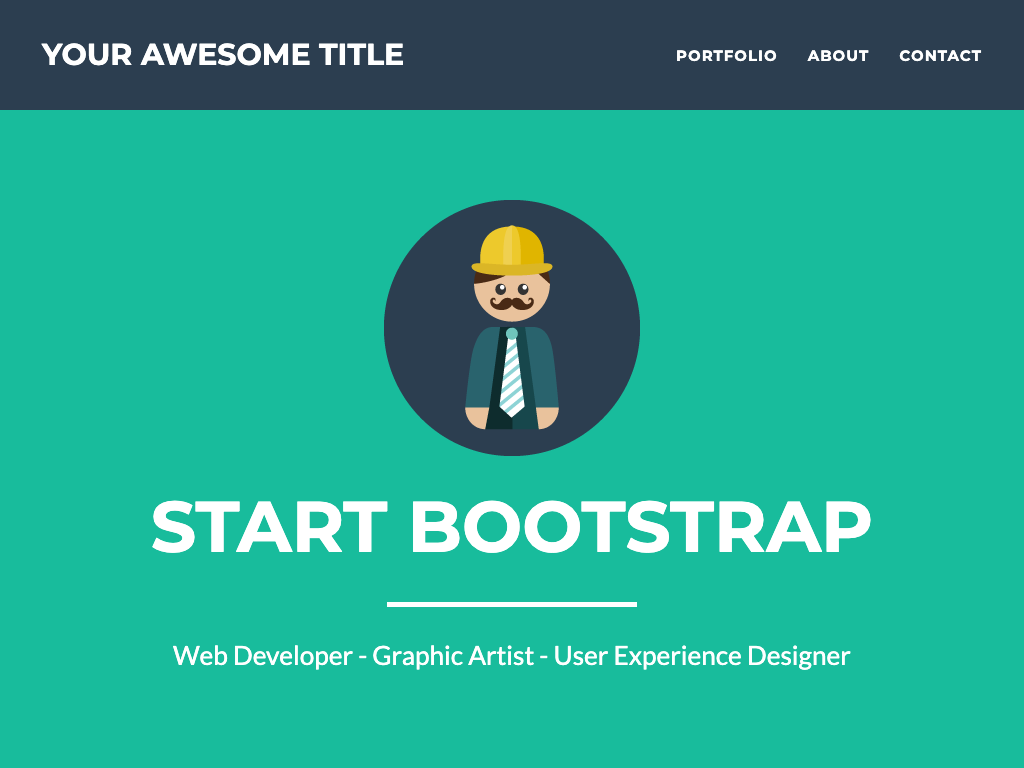 YOUR AWESOME TITLE
PORTFOLIO ABOUT CONTACT
START BOOTSTRAP
Web Developer - Graphic Artist - User Experience Designer